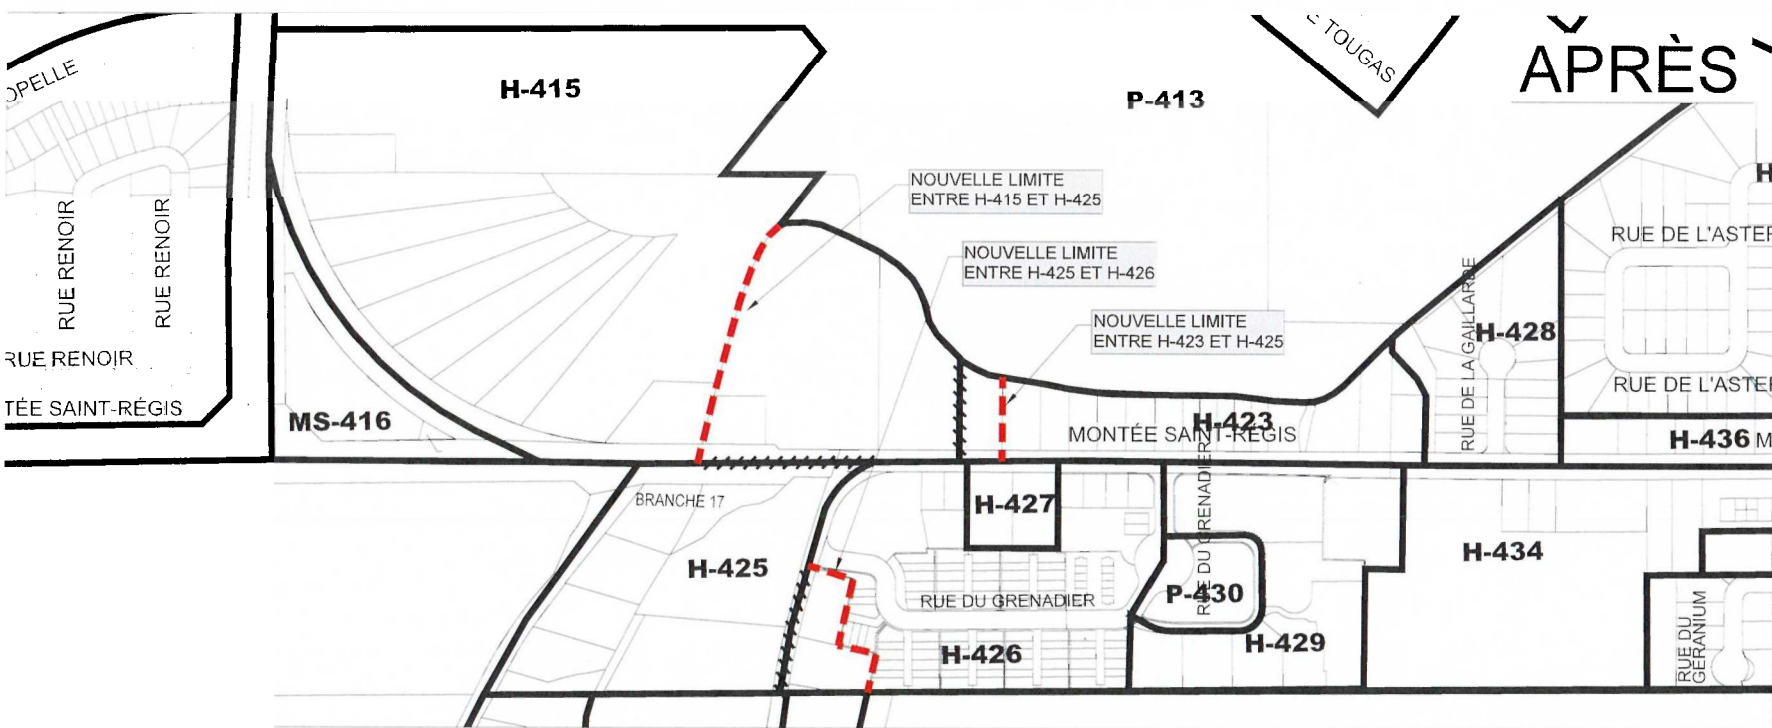 APRÈS
TOUGAS
H-415
P-413
NOUVELLE LIMITE
ENTRE H-415 ET H-425
NOUVELLE LIMITE
ENTRE H-425 ET H-426
NOUVELLE LIMITE
ENTRE H-423 ET H-425
RUE RENOIR
RUE RENOIR
RUE RENOIR
TÉE SAINT-RÉGIS
MS-416
RUE DE LA GAILLARDE
H-428
RUE DE L'ASTER
RUE DE L'ASTER
H-423
MONTÉE SAINT-RÉGIS
H-436
BRANCHE 17
H-425
H-427
RUE DU GRENADIER
H-434
RUE DU GRENADIER
P-430
H-426
H-429
RUE DU
GÉRANIUM